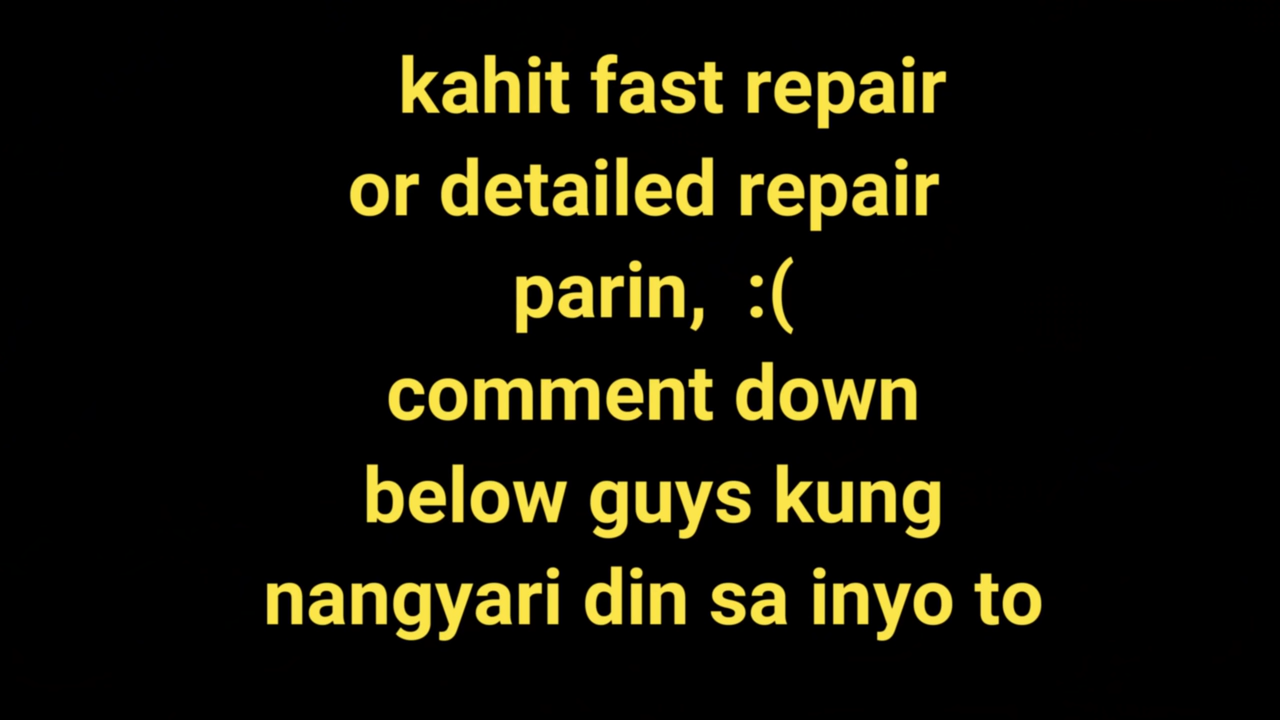 kahit fast repair
or detailed repair
parin, :(
comment down
below guys kung
nangyari din sa inyo to